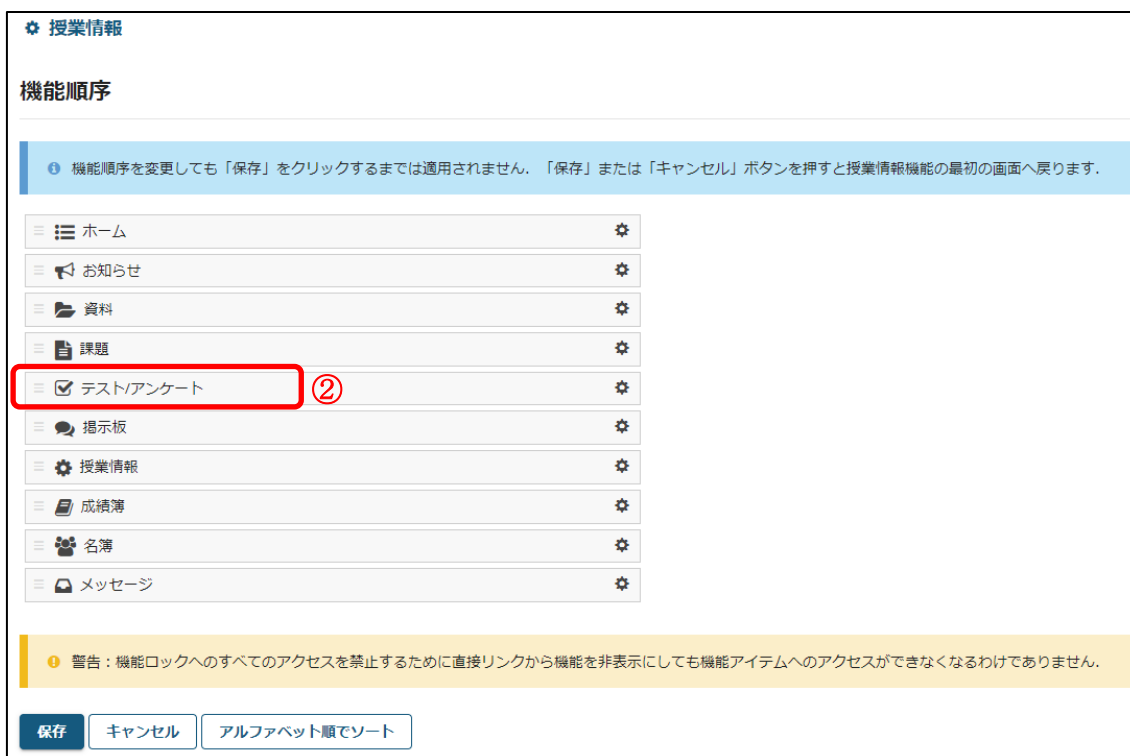 授業情報
機能順序
機能順序を変更しても「保存」をクリックするまでは適用されません．「保存」または「キャンセル」ボタンを押すと授業情報機能の最初の画面へ戻ります．
ホーム
お知らせ
資料
課題
テスト/アンケート ②
掲示板
授業情報
成績簿
名簿
メッセージ
警告：機能ロックへのすべてのアクセスを禁止するために直接リンクから機能を非表示にしても機能アイテムへのアクセスができなくなるわけでありません．
保存 キャンセル アルファベット順でソート